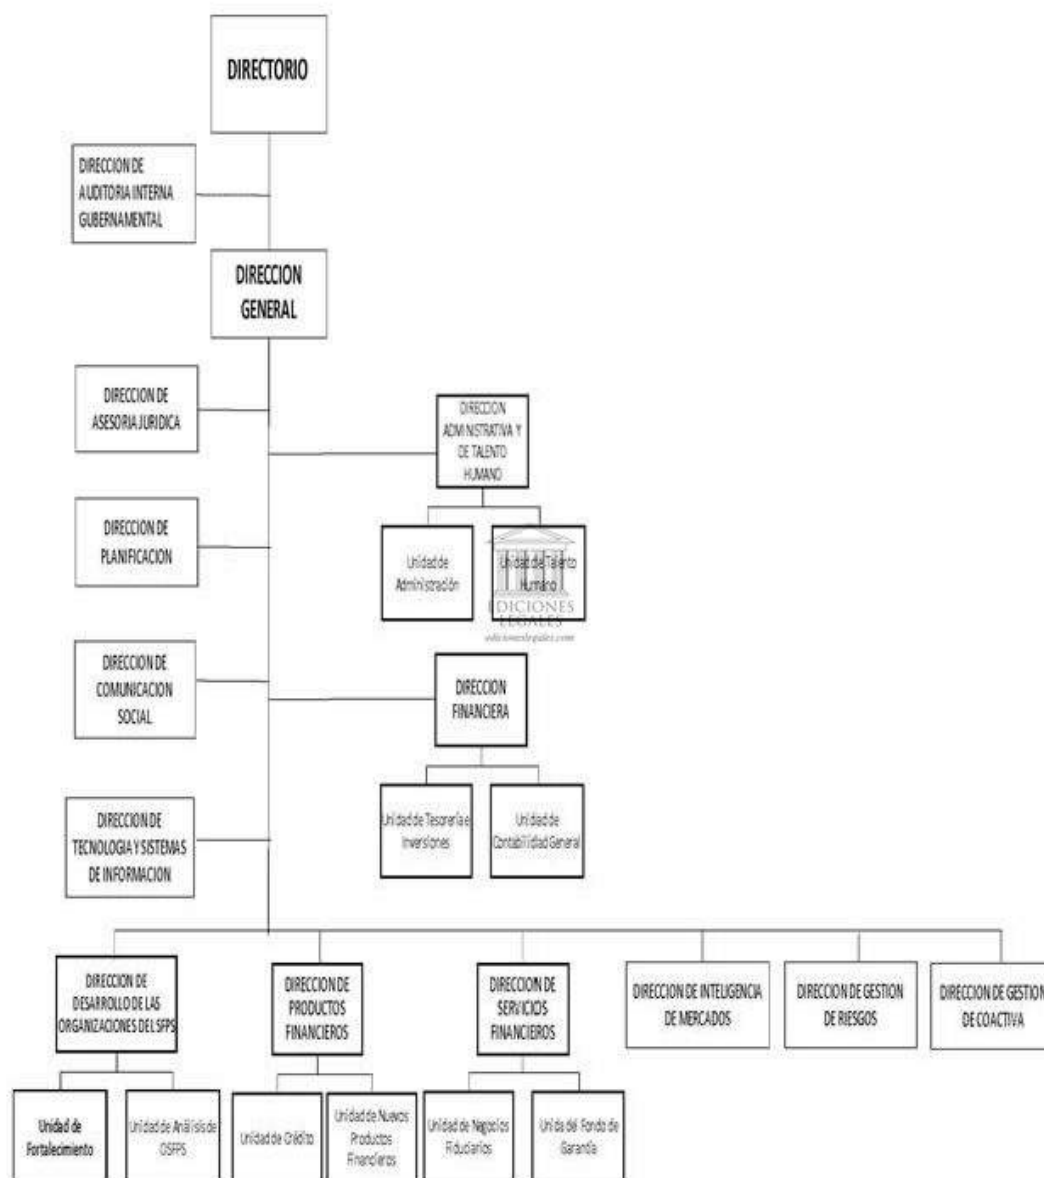 DIRECTORIO
DIRECCION DE
AUDITORIA INTERNA
GUBERNAMENTAL
DIRECCION
GENERAL
DIRECCION DE
ASESORIA JURIDICA
DIRECCION
ADMINISTRATIVA Y
DE TALENTO
HUMANO
DIRECCION DE
PLANIFICACION
Unidad de
Administración
Unidad de Talento
Humano
EDICIONES
LEGALES
edicioneslegales.com
DIRECCION DE
COMUNICACION
SOCIAL
DIRECCION
FINANCIERA
Unidad de Tesorería e
Inversiones
Unidad de
Contabilidad General
DIRECCION DE
TECNOLOGIA Y SISTEMAS
DE INFORMACION
DIRECCION DE
DESARROLLO DE LAS
ORGANIZACIONES DEL SFPS
DIRECCION DE
PRODUCTOS
FINANCIEROS
DIRECCION DE
SERVICIOS
FINANCIEROS
DIRECCION DE INTELIGENCIA
DE MERCADOS
DIRECCION DE GESTION
DE RIESGOS
DIRECCION DE GESTION
DE COACTIVA
Unidad de
Fortalecimiento
Unidad de Análisis de
OSFPS
Unidad de Crédito
Unidad de Nuevos
Productos
Financieros
Unidad de Negocios
Fiduciarios
Unida del Fondo de
Garantía